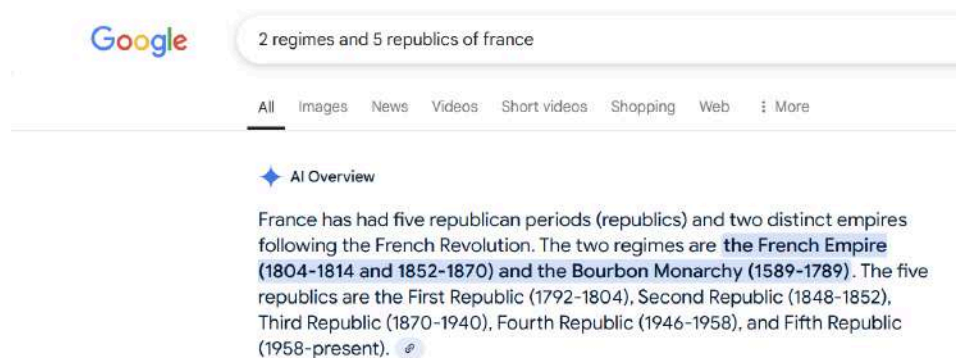 Google
2 regimes and 5 republics of france
All Images News Videos Short videos Shopping Web More
AI Overview
France has had five republican periods (republics) and two distinct empires
following the French Revolution. The two regimes are the French Empire
(1804-1814 and 1852-1870) and the Bourbon Monarchy (1589-1789). The five
republics are the First Republic (1792-1804), Second Republic (1848-1852),
Third Republic (1870-1940), Fourth Republic (1946-1958), and Fifth Republic
(1958-present).